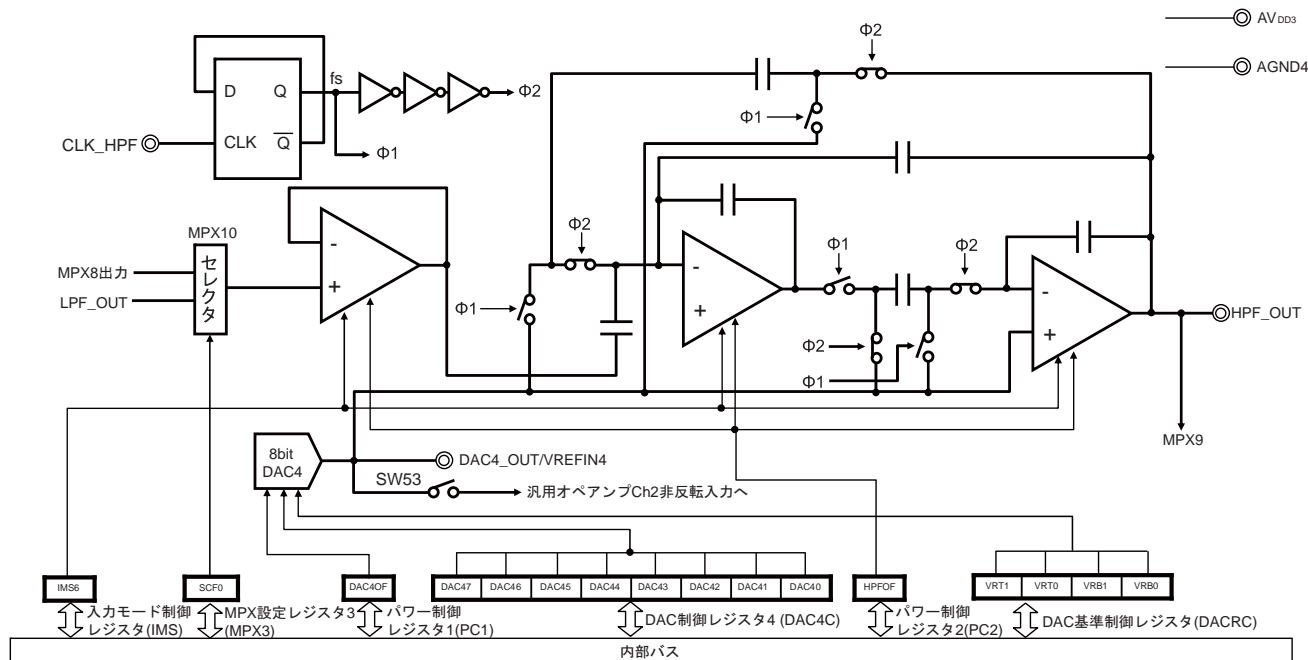 AVDD3
AGND4
Φ2
fs
D Q
Φ2
CLK Q
CLK_HPF
Φ1
Φ1
MPX10
セレクタ
MPX8出力
LPF_OUT
-
+
Φ2
Φ1
-
+
Φ1
Φ2
-
+
HPF_OUT
Φ2
Φ1
MPX9
8bit
DAC4
DAC4_OUT/VREFIN4
SW53
汎用オペアンプCh2非反転入力へ
IMS6
SCF0
DAC4OF
DAC47 DAC46 DAC45 DAC44 DAC43 DAC42 DAC41 DAC40
HPFOF
VRT1 VRT0 VRB1 VRB0
入力モード制御
レジスタ(IMS)
MPX設定レジスタ3
(MPX3)
パワー制御
レジスタ1(PC1)
DAC制御レジスタ4 (DAC4C)
パワー制御
レジスタ2(PC2)
DAC基準制御レジスタ(DACRC)
内部バス